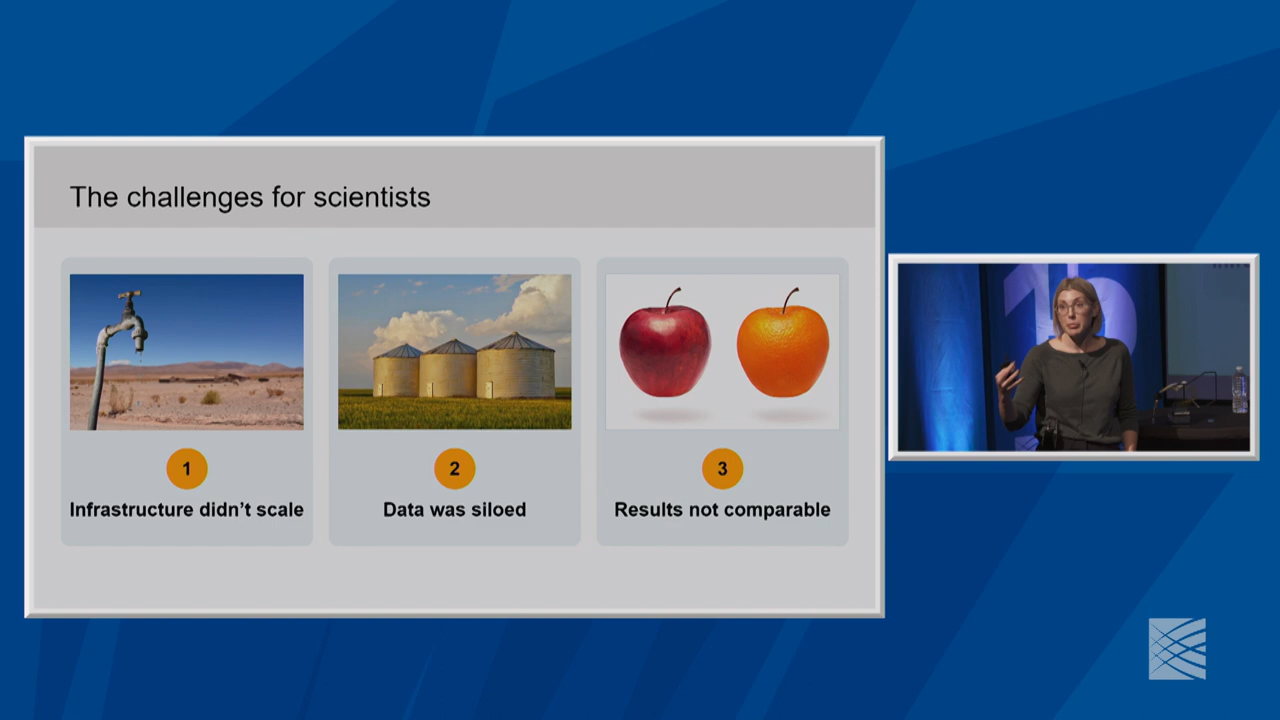 The challenges for scientists
1
2
3
Infrastructure didn’t scale
Data was siloed
Results not comparable